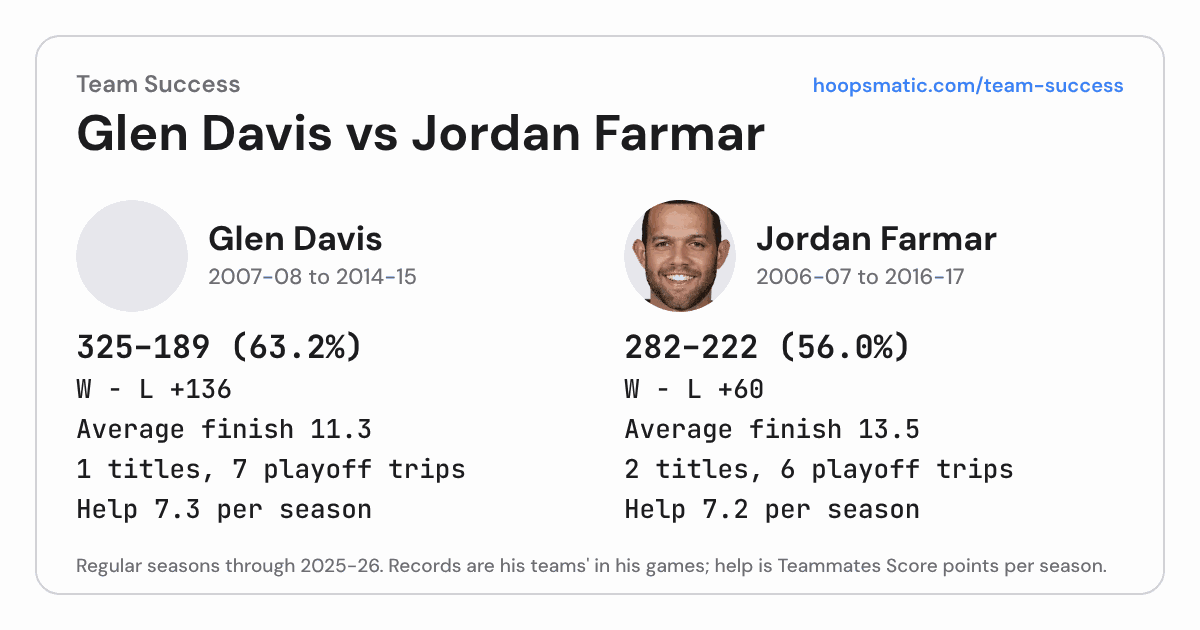 Team Success
hoopsmatic.com/team-success
Glen Davis vs Jordan Farmar
Glen Davis
2007-08 to 2014-15
325-189 (63.2%)
W - L +136
Average finish 11.3
1 titles, 7 playoff trips
Help 7.3 per season
Jordan Farmar
2006-07 to 2016-17
282-222 (56.0%)
W - L +60
Average finish 13.5
2 titles, 6 playoff trips
Help 7.2 per season
Regular seasons through 2025-26. Records are his teams' in his games; help is Teammates Score points per season.